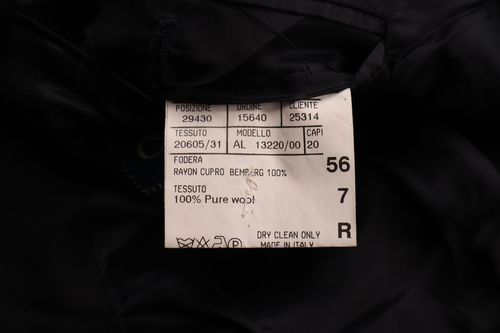 POSIZIONE ORDINE CLIENTE
29430 15640 25314
TESSUTO MODELLO CAPI
20605/31 AL 13220/00 20
FODERA
RAYON CUPRO BEMBERG 100% 56
TESSUTO 7
100% Pure wool
DRY CLEAN ONLY R
MADE IN ITALY